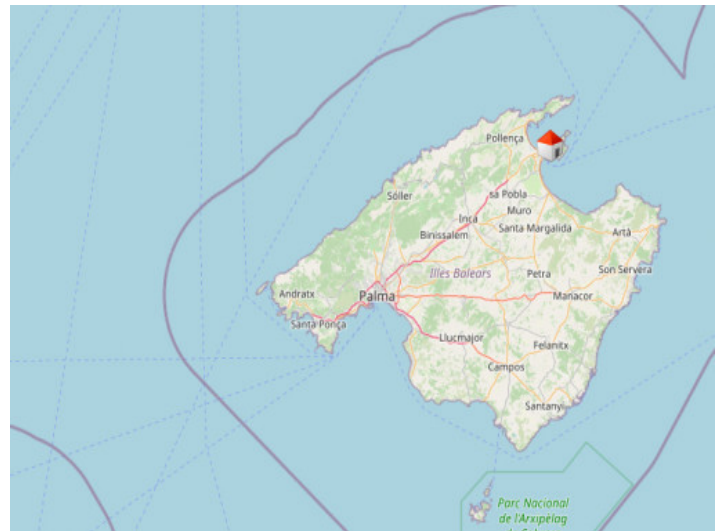 Pollença
sa Pobla
Sóller
Muro
Inca
Santa Margalida
Binissalem
Artà
Illes Balears
Petra
Son Servera
Andratx
Palma
Manacor
Santa Ponça
Llucmajor
Felanitx
Campos
Santanyí
Parc Nacional
de l'Arxipèlag